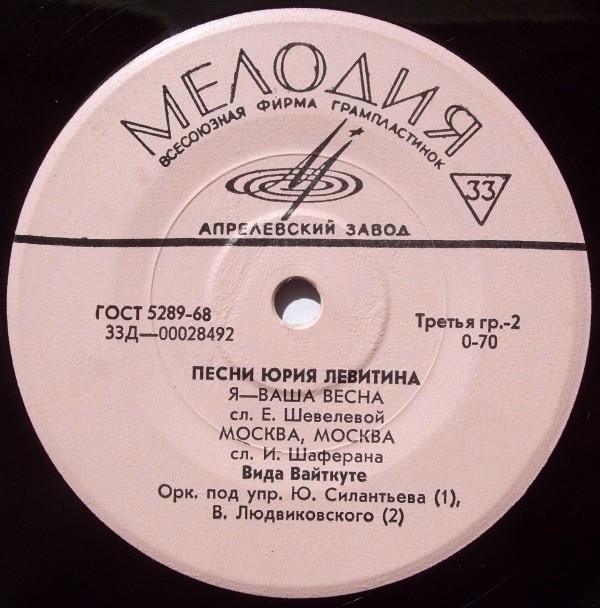 МЕЛОДИЯ
ВСЕСОЮЗНАЯ ФИРМА ГРАМПЛАСТИНОК
33
АПРЕЛЕВСКИЙ ЗАВОД
ГОСТ 5289-68
33Д—00028492
Третья гр.-2
0-70
ПЕСНИ ЮРИЯ ЛЕВИТИНА
Я—ВАША ВЕСНА
сл. Е. Шевелевой
МОСКВА, МОСКВА
сл. И. Шаферана
Вида Вайткуте
Орк. под упр. Ю. Силантьева (1),
В. Людвиковского (2)